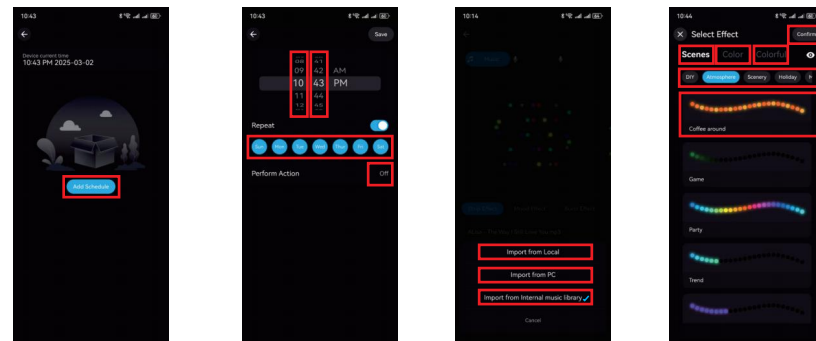 10:43
Device current time
10:43 PM 2025-03-02
Add Schedule
10:43
Save
08 41
09 42 AM
10 43 PM
11 44
12 45
Repeat
Sun Mon Tue Wed Thur Fri Sat
Perform Action Off
10:14
Import from Local
Import from PC
Import from Internal music library
Cancel
10:44
Select Effect Confirm
Scenes Color Colorful
DIY Atmosphere Scenery Holiday
Coffee around
Game
Party
Trend